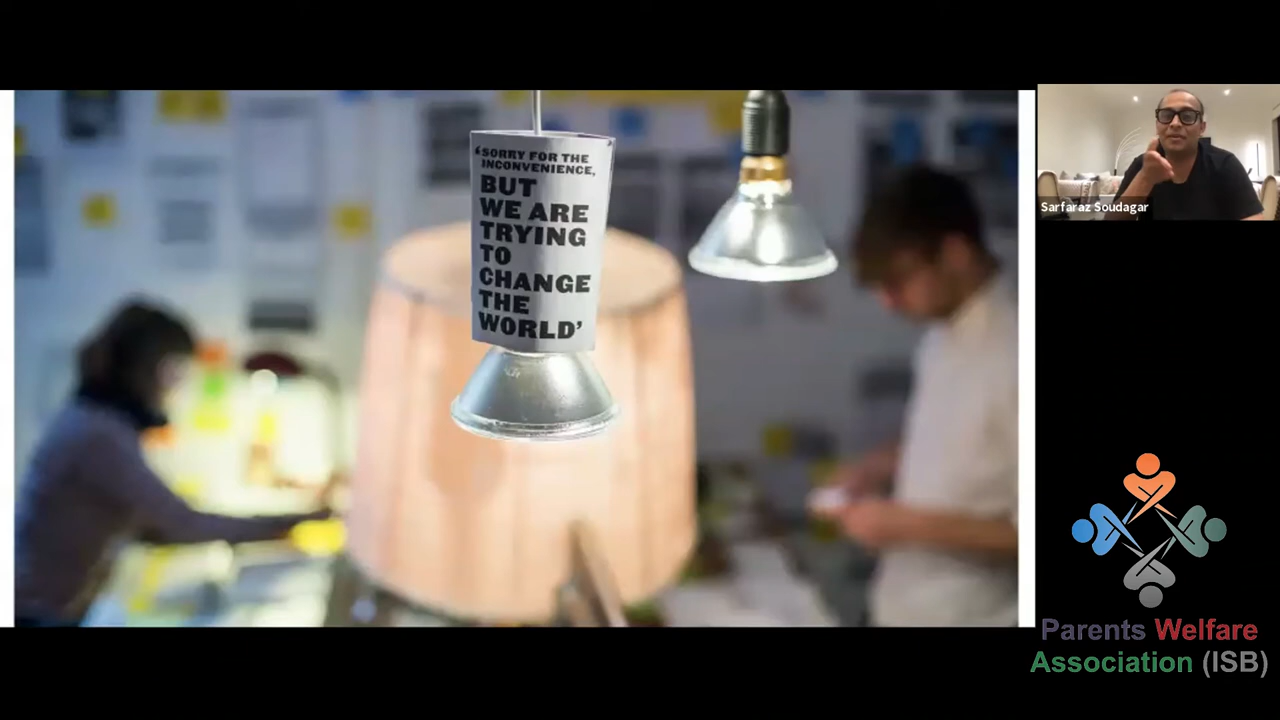 ‘SORRY FOR THE
INCONVENIENCE,
BUT
WE ARE
TRYING
TO
CHANGE
THE
WORLD’
Sarfaraz Soudagar
Parents Welfare
Association (ISB)